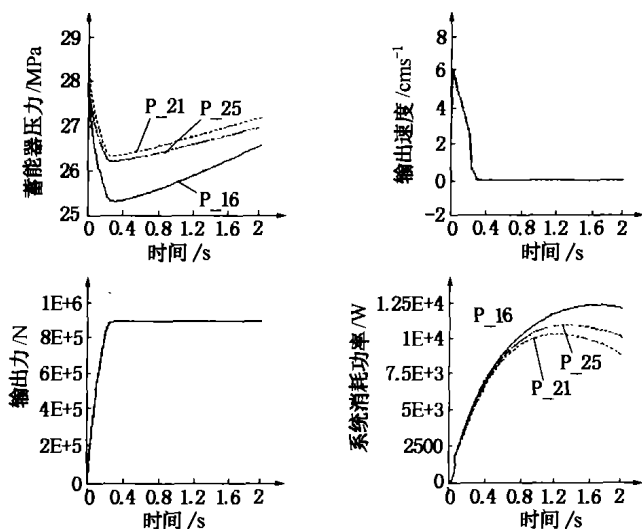 蓄能器压力/MPa
29
28
27
26
25
P_21
P_25
P_16
0 0.4 0.8 1.2 1.6 2
时间/s
输出速度/cms⁻¹
8
6
4
2
0
-2
0 0.4 0.8 1.2 1.6 2
时间/s
输出力/N
1E+6
8E+5
6E+5
4E+5
2E+5
0
0 0.4 0.8 1.2 1.6 2
时间/s
系统消耗功率/W
1.25E+4
1E+4
7.5E+3
5E+3
2500
0
P_16
P_25
P_21
0 0.4 0.8 1.2 1.6 2
时间/s